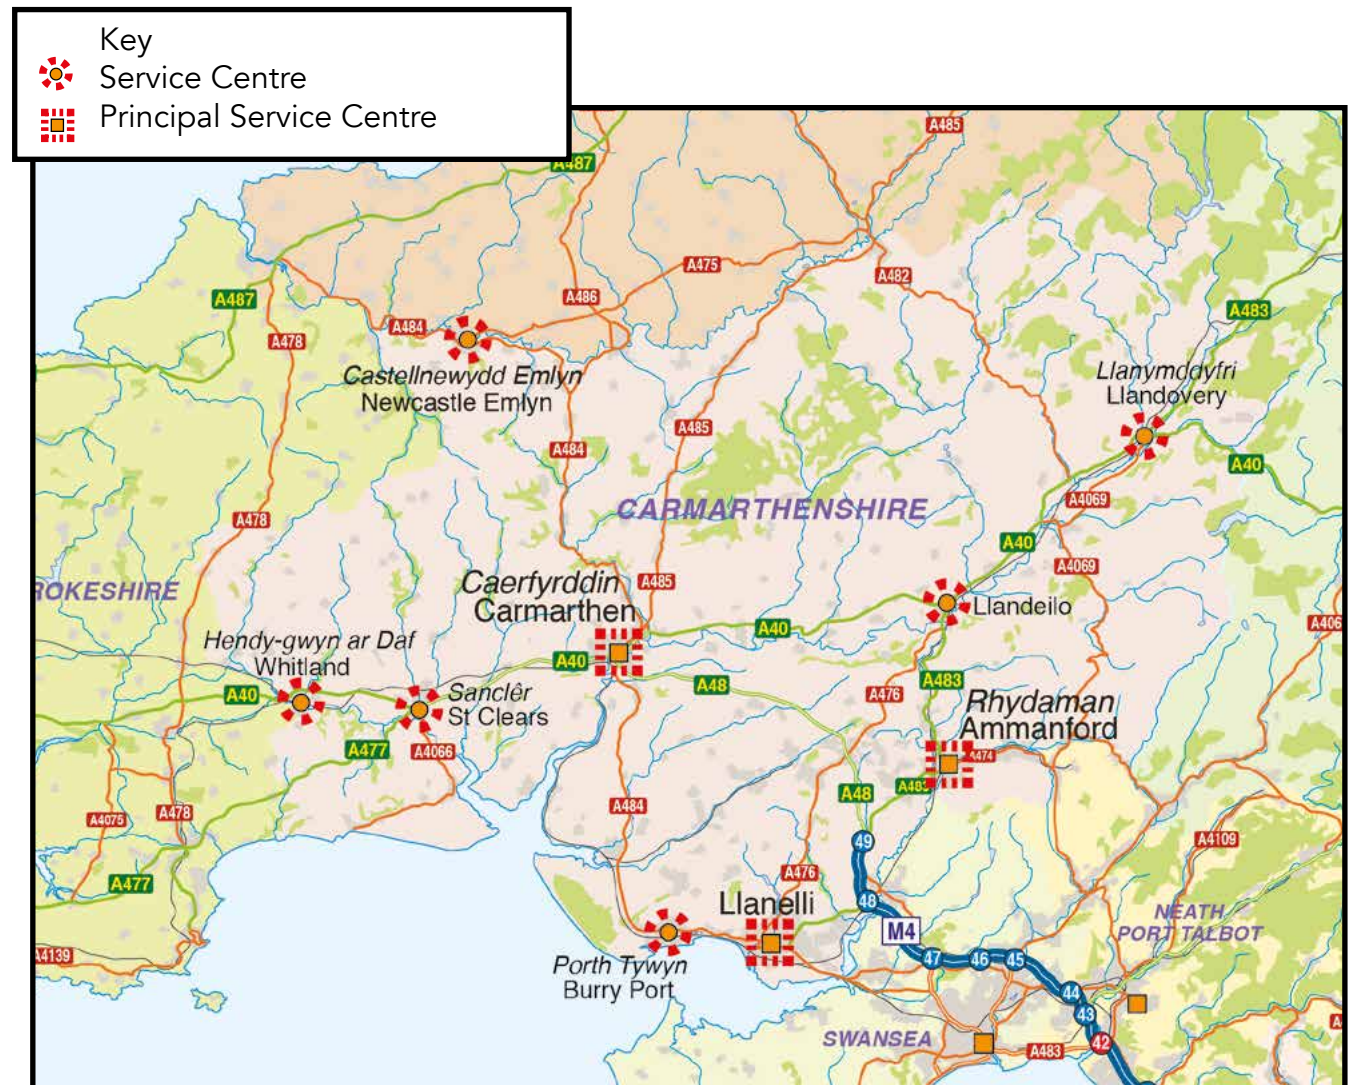 Key
Service Centre
Principal Service Centre
A485
A487
A475
A482
A486
A487
A483
A484
A478
Llanymddyfri
Llandovery
Castellnewydd Emlyn
Newcastle Emlyn
A485
A484
A40
A4069
CARMARTHENSHIRE
A478
A40
A4069
ROKESHIRE
Caerfyrddin
Carmarthen
A485
Llandeilo
A406
A40
Hendy-gwyn ar Daf
Whitland
A40
A48
A476
A483
A40
Sanclêr
St Clears
Rhydaman
Ammanford
A477
A4066
A474
A48
A484
A478
A4075
A4109
49
A477
A476
48
Llanelli
M4
NEATH
PORT TALBOT
A4139
47
46
45
Porth Tywyn
Burry Port
44
43
SWANSEA
A483
42